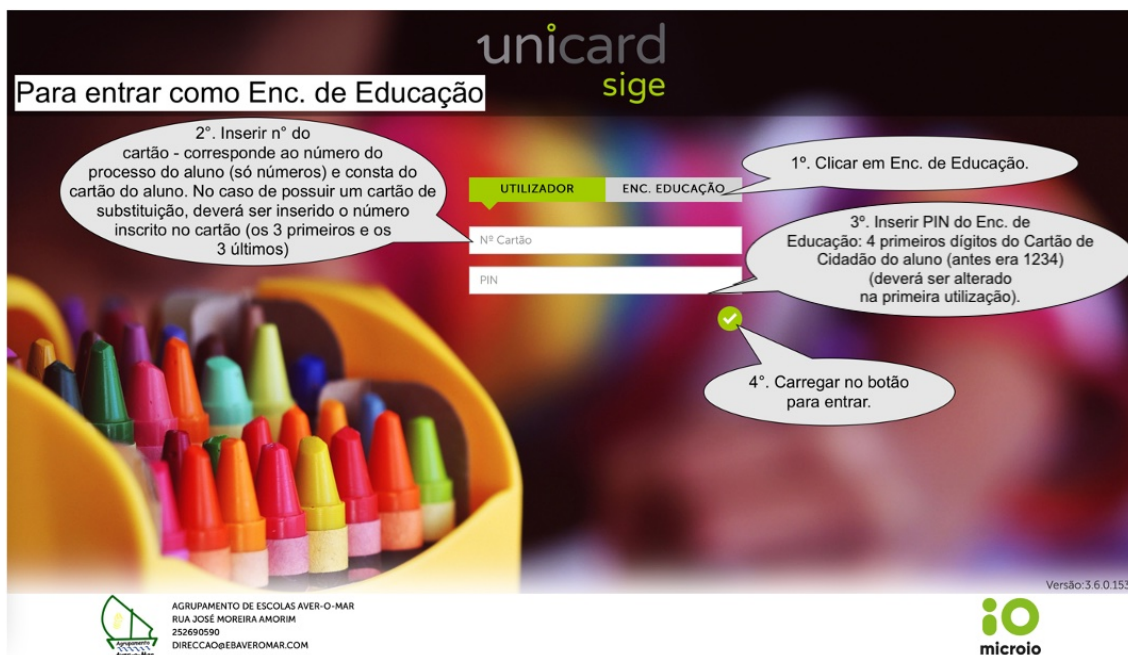 unicard
sige
Para entrar como Enc. de Educação
2°. Inserir n° do
cartão - corresponde ao número do
processo do aluno (só números) e consta do
cartão do aluno. No caso de possuir um cartão de
substituição, deverá ser inserido o número
inscrito no cartão (os 3 primeiros e os
3 últimos)
1º. Clicar em Enc. de Educação.
UTILIZADOR
ENC. EDUCAÇÃO
Nº Cartão
PIN
3º. Inserir PIN do Enc. de
Educação: 4 primeiros dígitos do Cartão de
Cidadão do aluno (antes era 1234)
(deverá ser alterado
na primeira utilização).
4°. Carregar no botão
para entrar.
Versão:3.6.0.153
Agrupamento
Aver-o-Mar
AGRUPAMENTO DE ESCOLAS AVER-O-MAR
RUA JOSÉ MOREIRA AMORIM
252690590
DIRECCAO@EBAVEROMAR.COM
microio